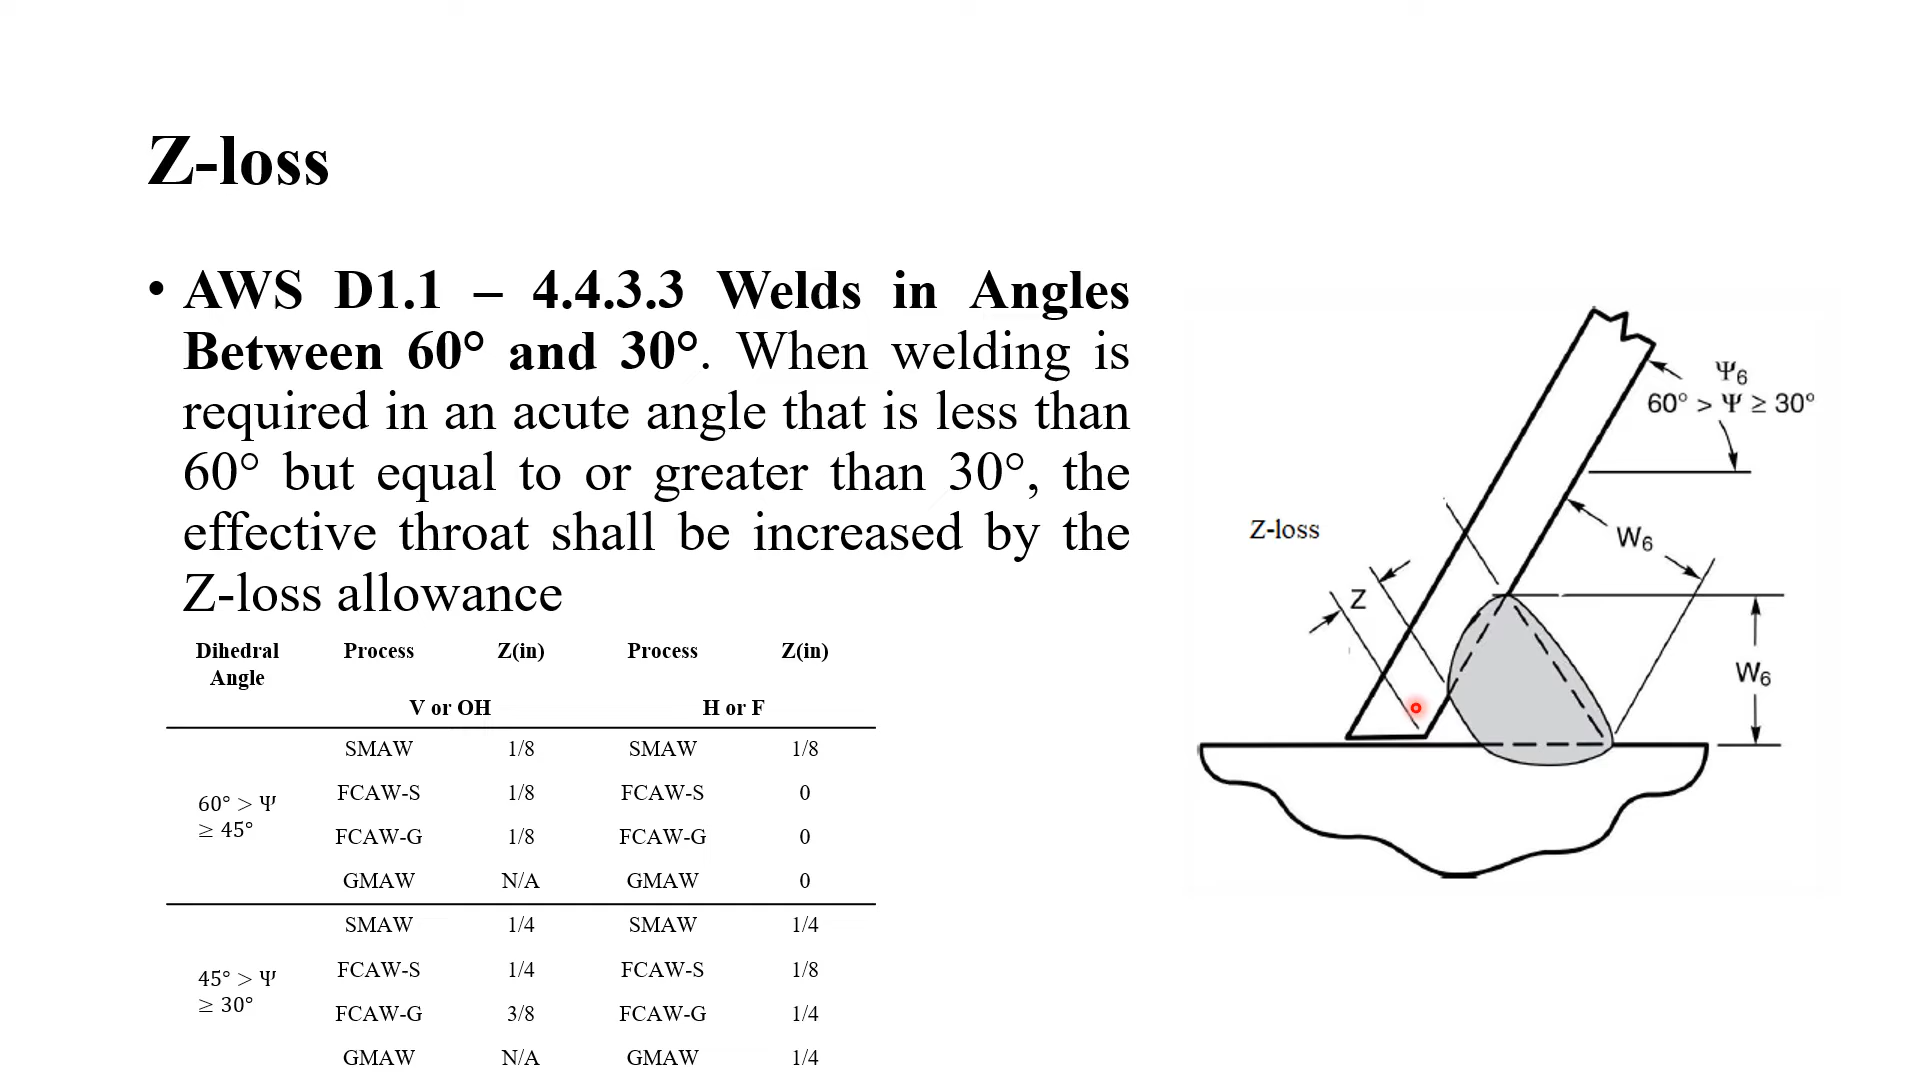 Z-loss
• AWS D1.1 – 4.4.3.3 Welds in Angles
Between 60° and 30°. When welding is
required in an acute angle that is less than
60° but equal to or greater than 30°, the
effective throat shall be increased by the
Z-loss allowance
Dihedral Angle Process Z(in) Process Z(in)
V or OH H or F
60° > Ψ ≥ 45°
SMAW 1/8 SMAW 1/8
FCAW-S 1/8 FCAW-S 0
FCAW-G 1/8 FCAW-G 0
GMAW N/A GMAW 0
45° > Ψ ≥ 30°
SMAW 1/4 SMAW 1/4
FCAW-S 1/4 FCAW-S 1/8
FCAW-G 3/8 FCAW-G 1/4
GMAW N/A GMAW 1/4
Ψ6
60° > Ψ ≥ 30°
Z-loss
W6
Z
W6